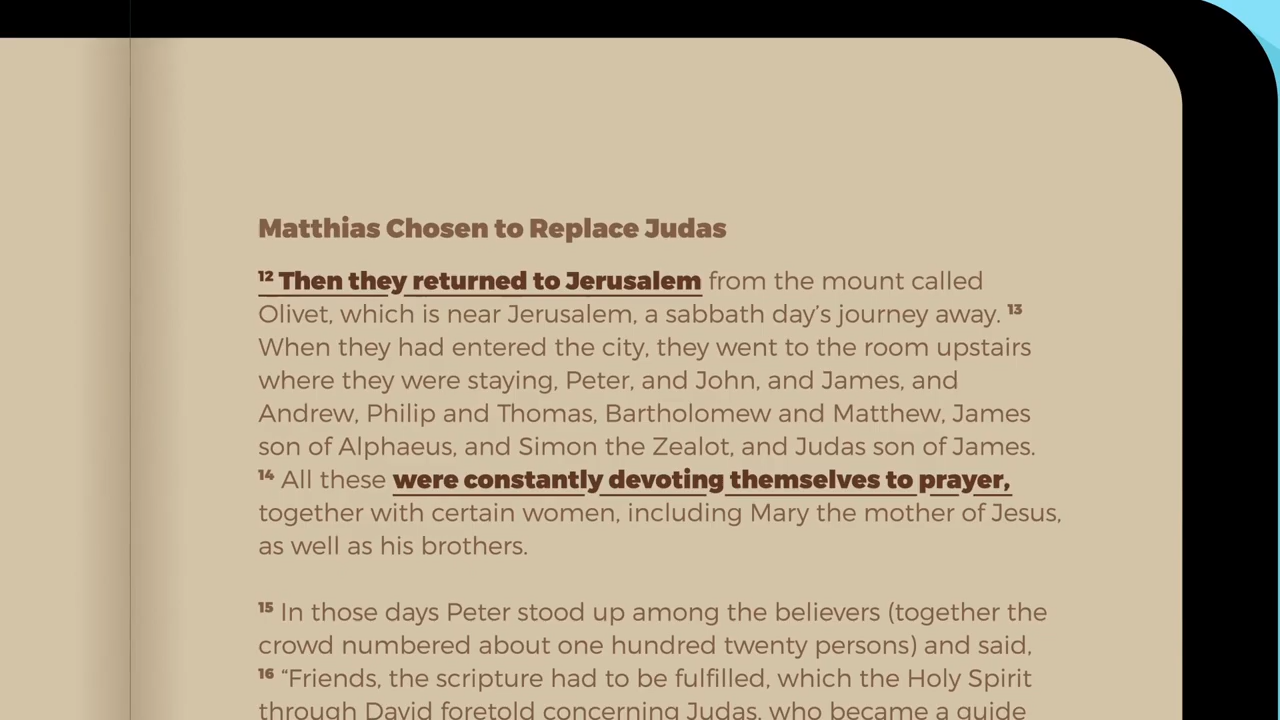 Matthias Chosen to Replace Judas
¹² Then they returned to Jerusalem from the mount called
Olivet, which is near Jerusalem, a sabbath day’s journey away. ¹³
When they had entered the city, they went to the room upstairs
where they were staying, Peter, and John, and James, and
Andrew, Philip and Thomas, Bartholomew and Matthew, James
son of Alphaeus, and Simon the Zealot, and Judas son of James.
¹⁴ All these were constantly devoting themselves to prayer,
together with certain women, including Mary the mother of Jesus,
as well as his brothers.
¹⁵ In those days Peter stood up among the believers (together the
crowd numbered about one hundred twenty persons) and said,
¹⁶ “Friends, the scripture had to be fulfilled, which the Holy Spirit
through David foretold concerning Judas, who became a guide